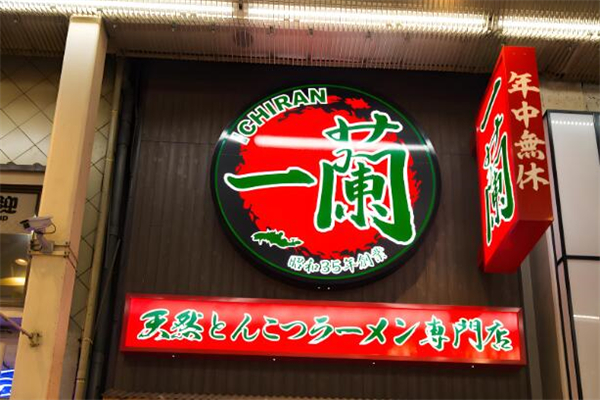 ICHIRAN
一蘭
昭和35年創業
天然とんこつラーメン専門店
一蘭
年中無休
迎